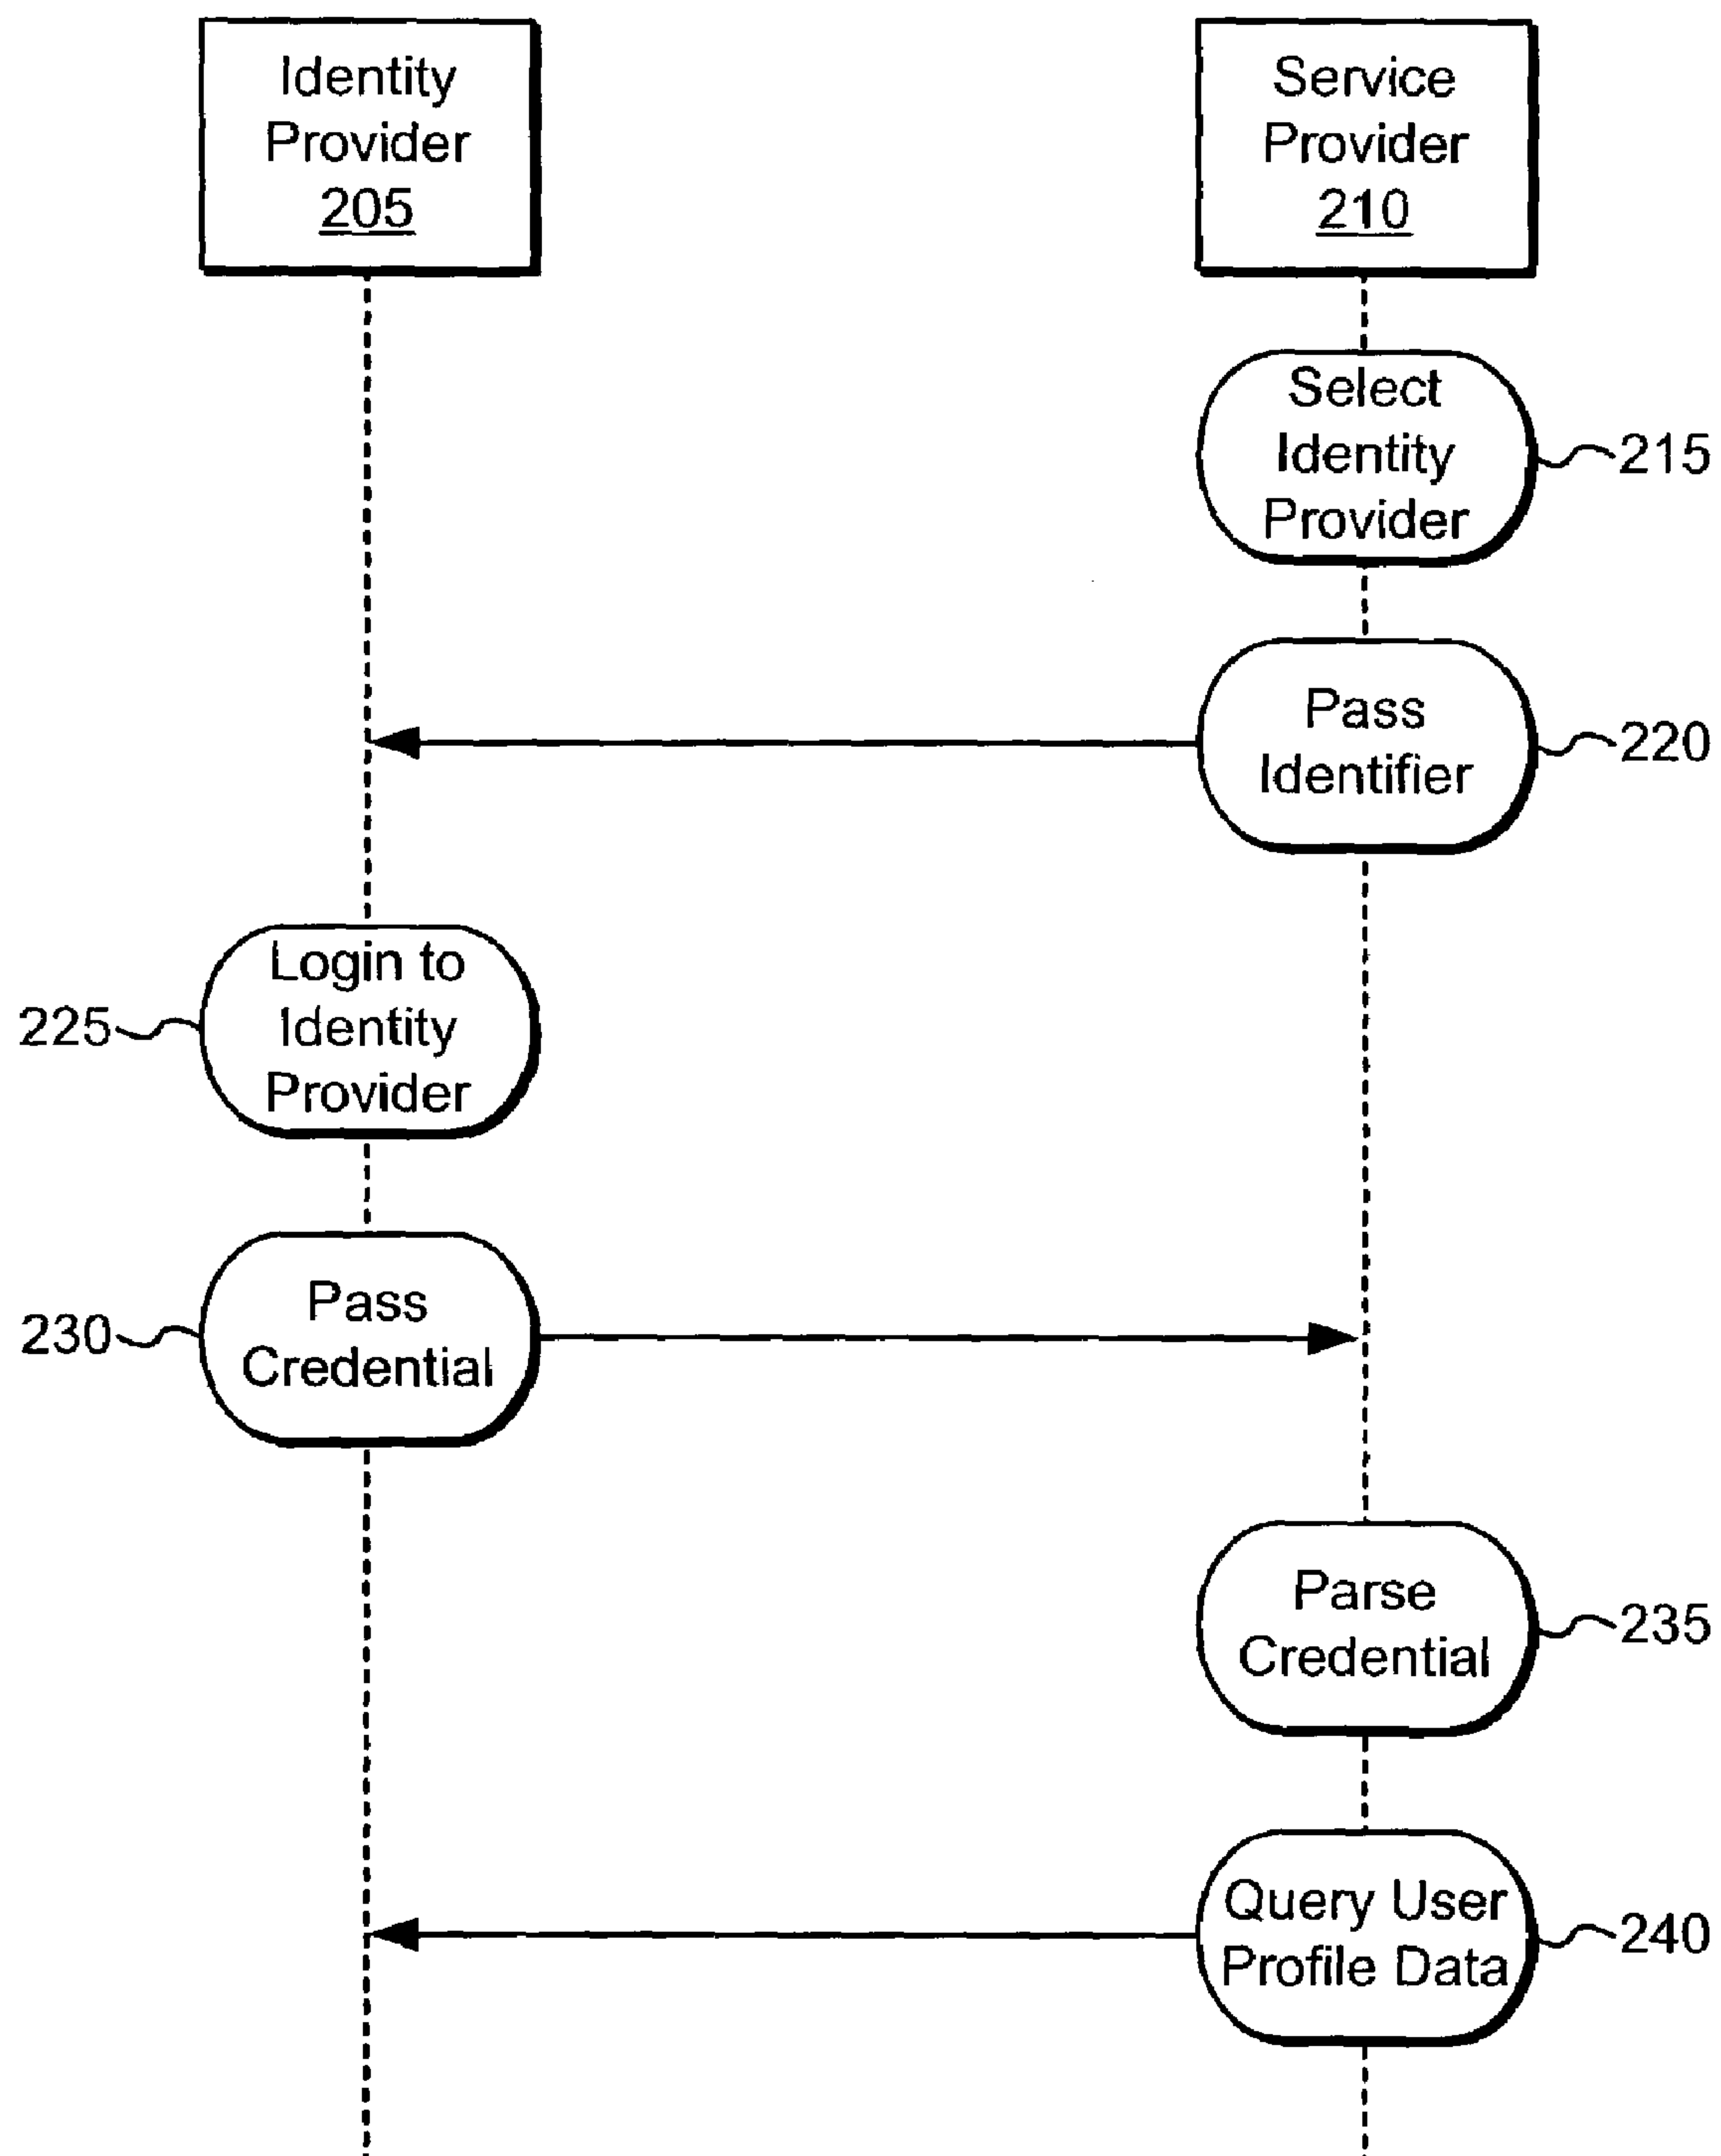 Identity
Provider
205
Service
Provider
210
Select
Identity
Provider
215
Pass
Identifier
220
Login to
Identity
Provider
225
Pass
Credential
230
Parse
Credential
235
Query User
Profile Data
240